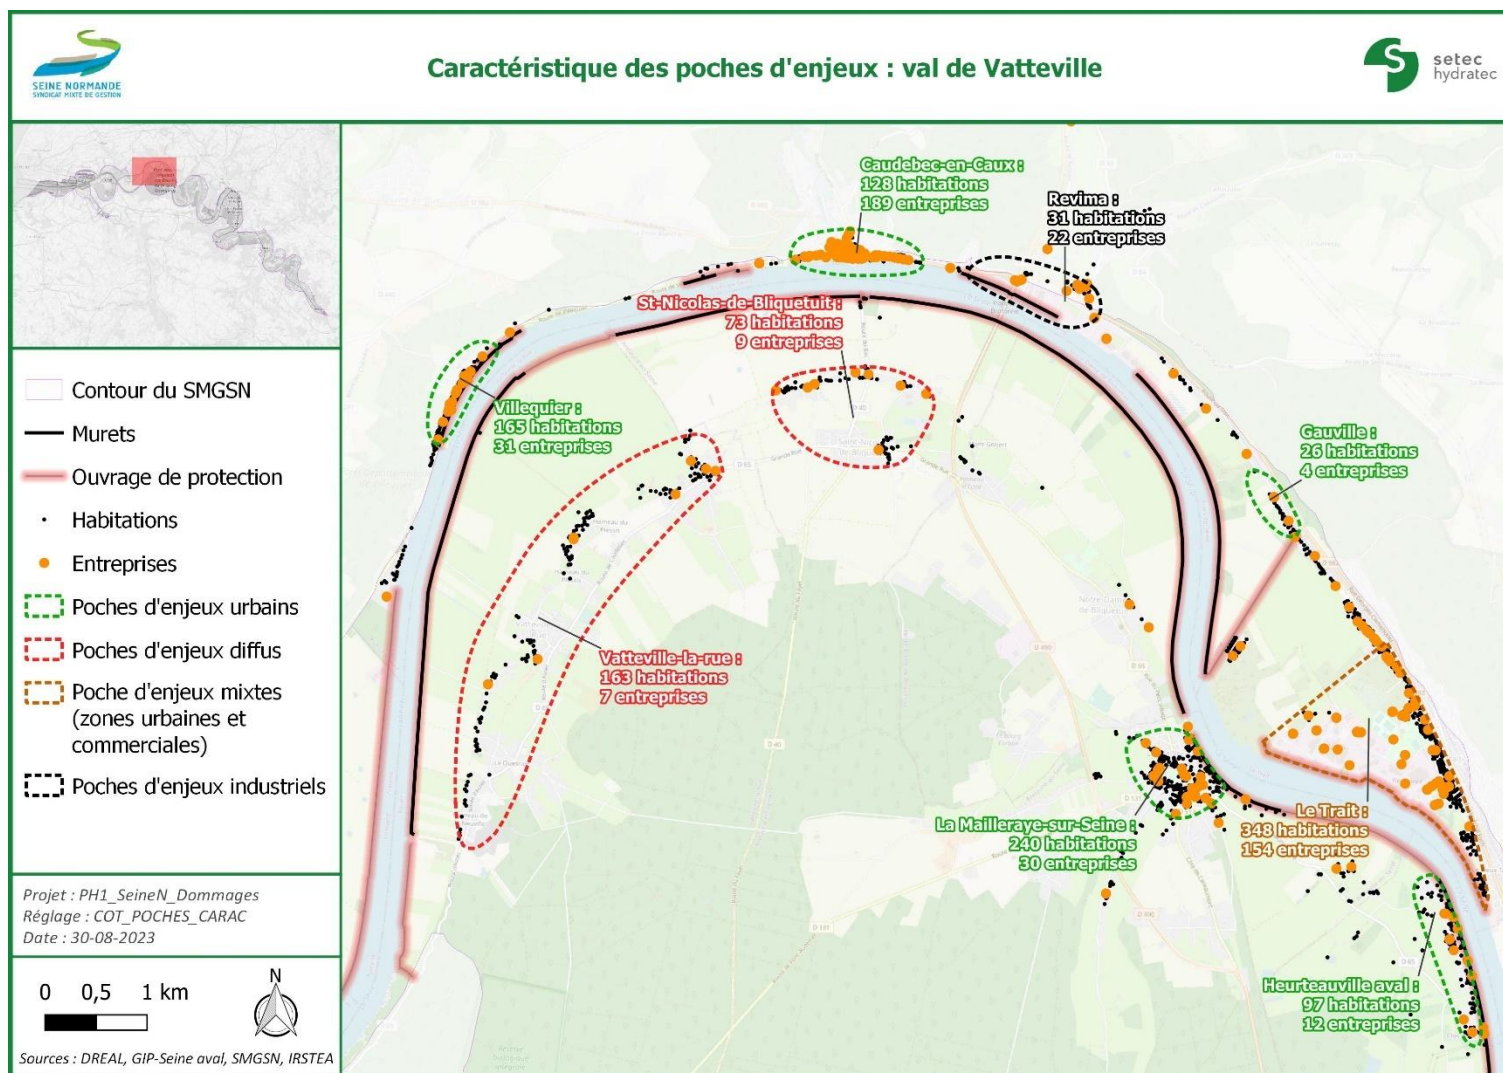 SEINE NORMANDE
SYNDICAT MIXTE DE GESTION
Caractéristique des poches d'enjeux : val de Vatteville
setec
hydratec
Contour du SMGSN
Murets
Ouvrage de protection
Habitations
Entreprises
Poches d'enjeux urbains
Poches d'enjeux diffus
Poche d'enjeux mixtes
(zones urbaines et
commerciales)
Poches d'enjeux industriels
Projet : PH1_SeineN_Dommages
Réglage : COT_POCHES_CARAC
Date : 30-08-2023
0 0,5 1 km
N
Sources : DREAL, GIP-Seine aval, SMGSN, IRSTEA
Caudebec-en-Caux :
128 habitations
189 entreprises
Revima :
31 habitations
22 entreprises
St-Nicolas-de-Bliquetuit :
73 habitations
9 entreprises
Villequier :
165 habitations
31 entreprises
Gauville :
26 habitations
4 entreprises
Vatteville-la-rue :
163 habitations
7 entreprises
La Mailleraye-sur-Seine :
240 habitations
30 entreprises
Le Trait :
348 habitations
154 entreprises
Heurteauville aval :
97 habitations
12 entreprises
D 65
D 40
D 490
D 65
D 40
D 490